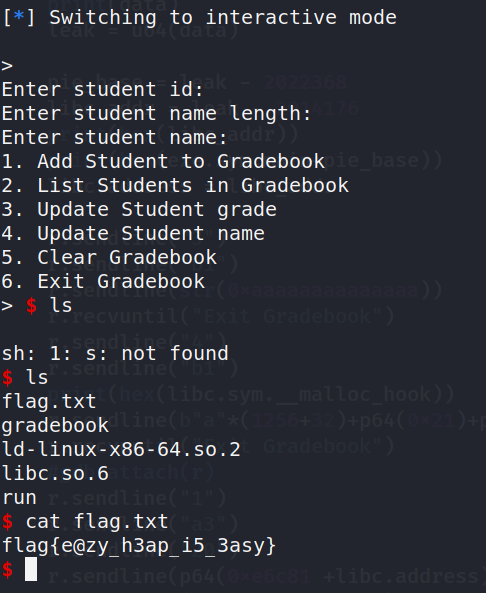 [*] Switching to interactive mode
>
Enter student id:
Enter student name length:
Enter student name:
1. Add Student to Gradebook
2. List Students in Gradebook
3. Update Student grade
4. Update Student name
5. Clear Gradebook
6. Exit Gradebook
> $ ls
sh: 1: s: not found
$ ls
flag.txt
gradebook
ld-linux-x86-64.so.2
libc.so.6
run
$ cat flag.txt
flag{e@zy_h3ap_i5_3asy}
$